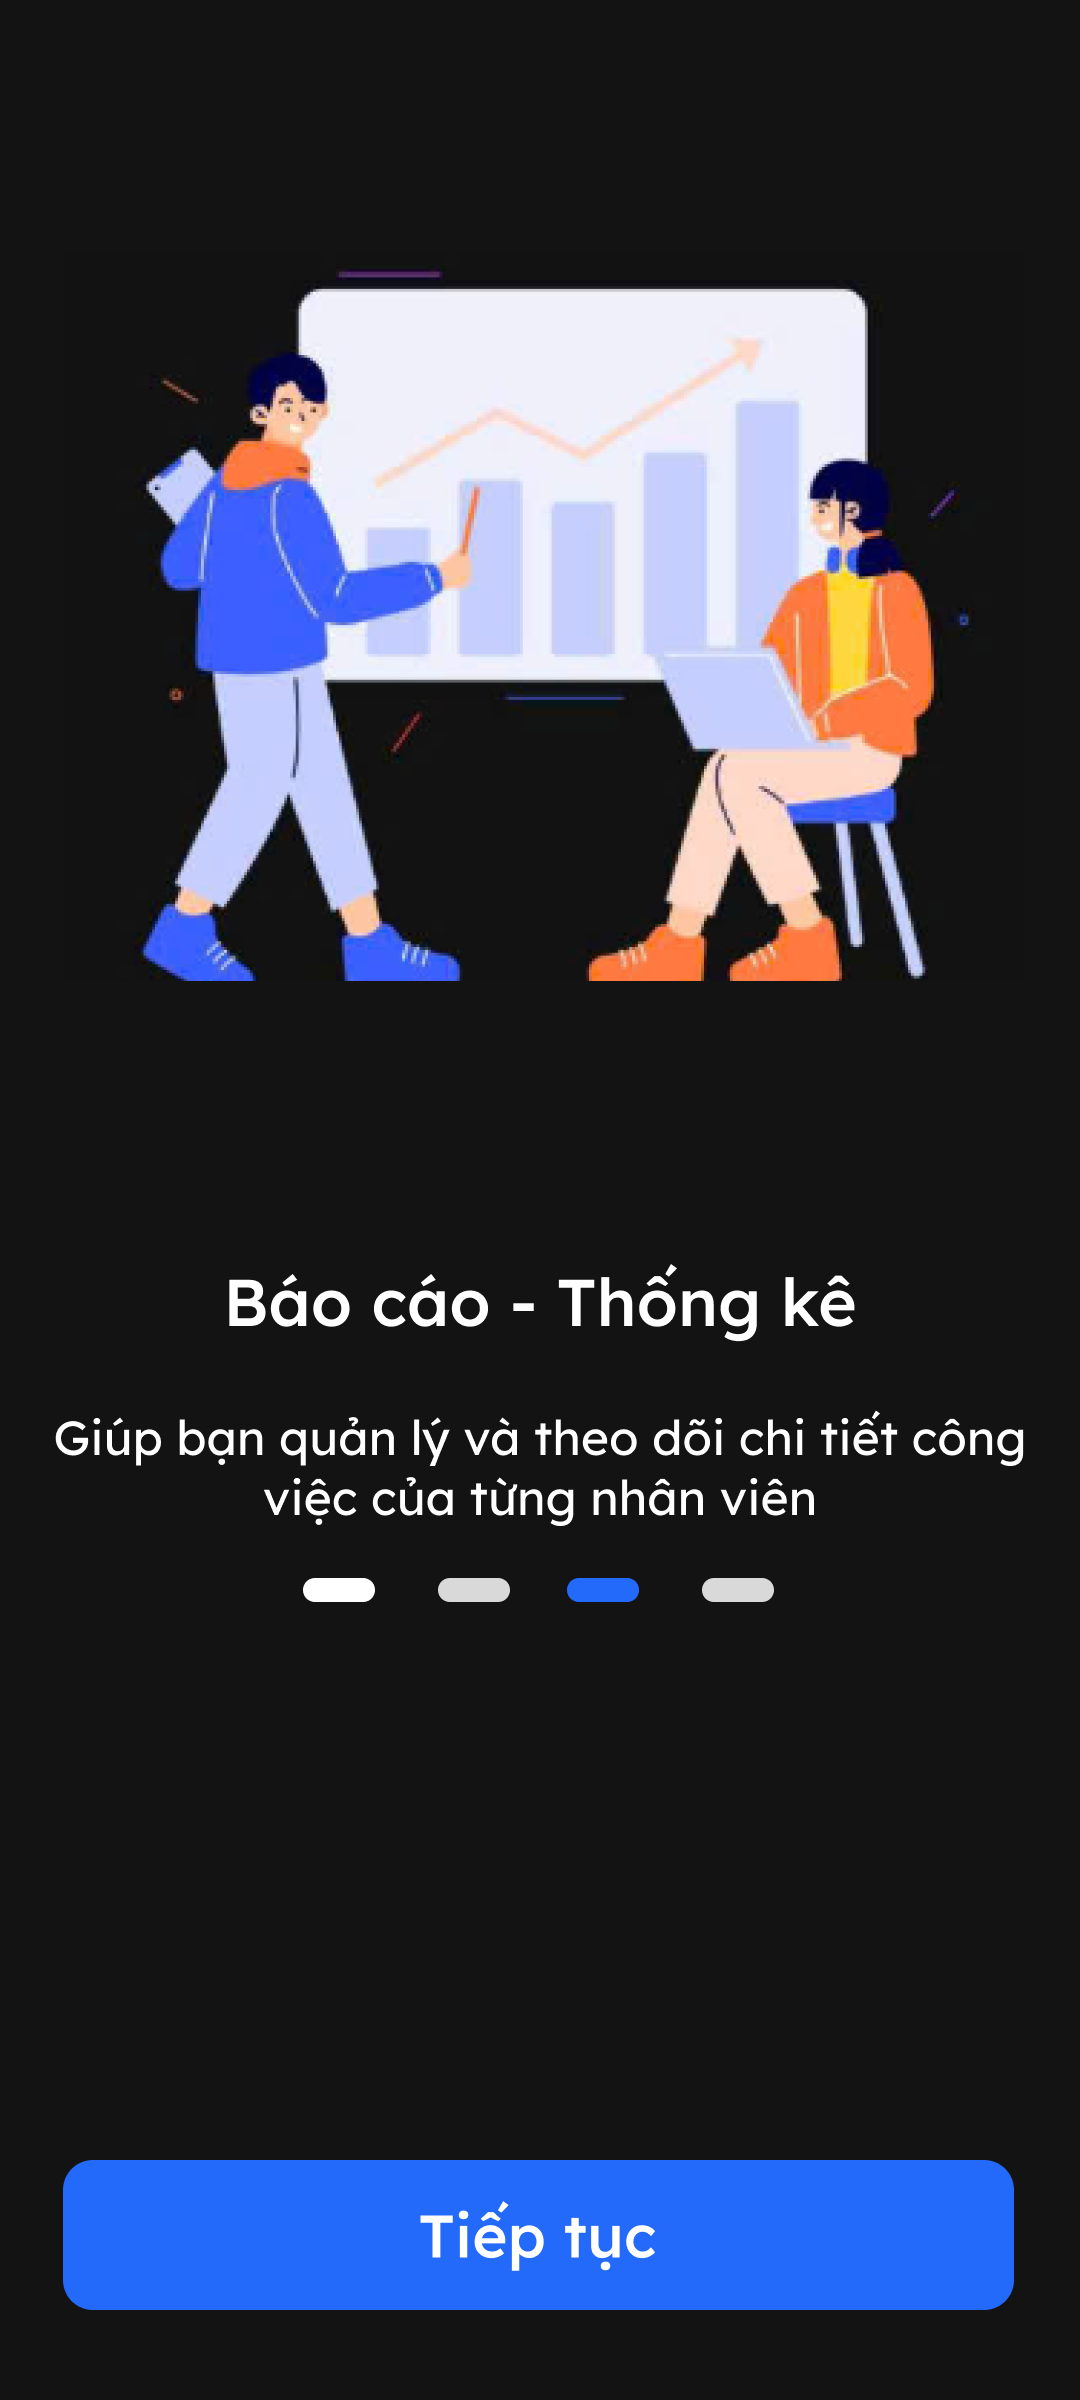 Báo cáo - Thống kê
Giúp bạn quản lý và theo dõi chi tiết công
việc của từng nhân viên
Tiếp tục